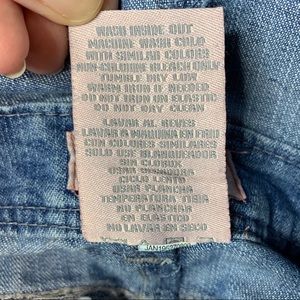 WASH INSIDE OUT
MACHINE WASH COLD
WITH SIMILAR COLORS
NON-CHLORINE BLEACH ONLY
TUMBLE DRY LOW
WARM IRON IF NEEDED
DO NOT IRON ON ELASTIC
DO NOT DRY CLEAN
LAVAR AL REVES
LAVAR A MAQUINA EN FRIO
CON COLORES SIMILARES
SOLO USE BLANQUEADOR
SIN CLORO
USAR SECADORA
CICLO LENTO
USAR PLANCHA
TEMPERATURA TIBIA
NO PLANCHAR
EN ELASTICO
NO LAVAR EN SECO